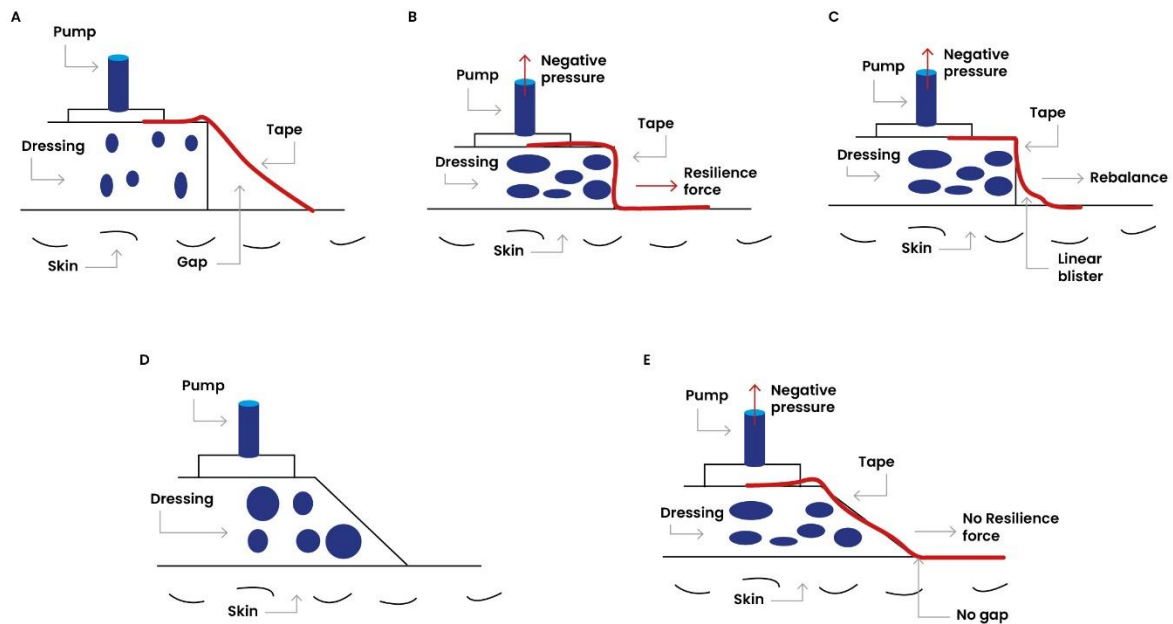 A
Pump
Dressing
Tape
Skin
Gap
B
Negative
pressure
Pump
Tape
Dressing
Resilience
force
Skin
C
Negative
pressure
Pump
Tape
Dressing
Rebalance
Skin
Linear
blister
D
Pump
Dressing
Skin
E
Negative
pressure
Pump
Tape
Dressing
No Resilience
force
Skin
No gap